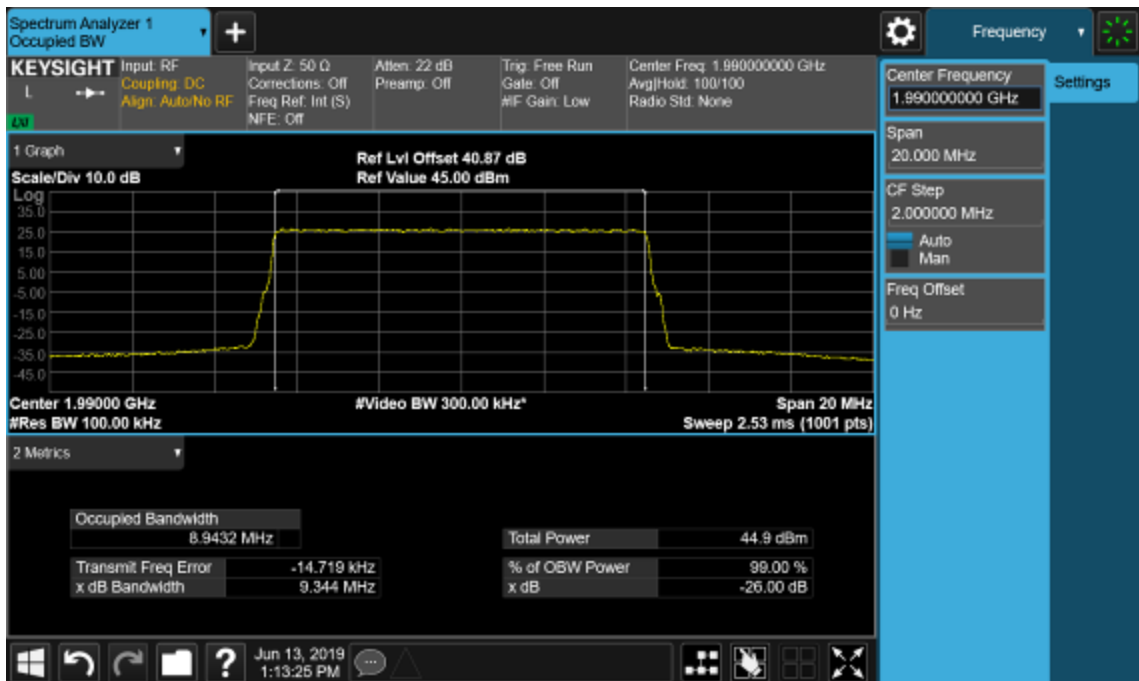 Spectrum Analyzer 1
Occupied BW
+
Frequency
KEYSIGHT
L
LXI
Input: RF
Coupling: DC
Align: Auto/No RF
Input Z: 50 Ω
Corrections: Off
Freq Ref: Int (S)
NFE: Off
Atten: 22 dB
Preamp: Off
Trig: Free Run
Gate: Off
#IF Gain: Low
Center Freq: 1.990000000 GHz
Avg|Hold: 100/100
Radio Std: None
Center Frequency
1.990000000 GHz
Settings
Span
20.000 MHz
CF Step
2.000000 MHz
Auto
Man
Freq Offset
0 Hz
1 Graph
Scale/Div 10.0 dB
Ref Lvl Offset 40.87 dB
Ref Value 45.00 dBm
Log
35.0
25.0
15.0
5.00
-5.00
-15.0
-25.0
-35.0
-45.0
Center 1.99000 GHz
#Video BW 300.00 kHz*
Span 20 MHz
#Res BW 100.00 kHz
Sweep 2.53 ms (1001 pts)
2 Metrics
Occupied Bandwidth
8.9432 MHz
Total Power 44.9 dBm
Transmit Freq Error -14.719 kHz
% of OBW Power 99.00 %
x dB Bandwidth 9.344 MHz
x dB -26.00 dB
?
Jun 13, 2019
1:13:25 PM